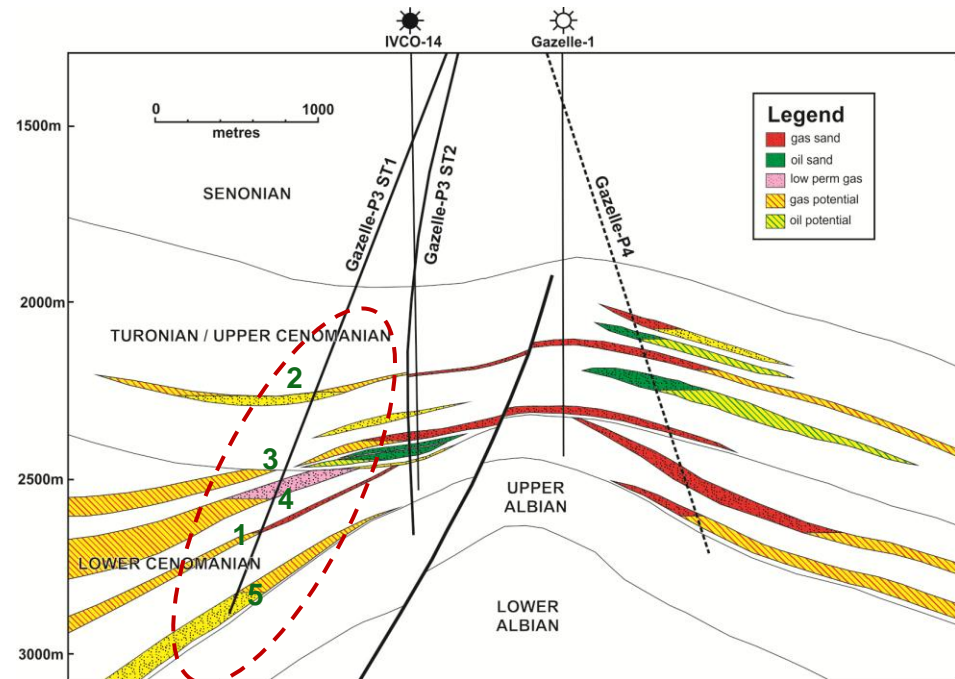 IVCO-14
Gazelle-1
0 1000
metres
1500m
2000m
2500m
3000m
SENONIAN
Gazelle-P3 ST1
Gazelle-P3 ST2
Gazelle-P4
Legend
gas sand
oil sand
low perm gas
gas potential
oil potential
TURONIAN / UPPER CENOMANIAN
2
3
4
1
LOWER CENOMANIAN
5
UPPER
ALBIAN
LOWER
ALBIAN